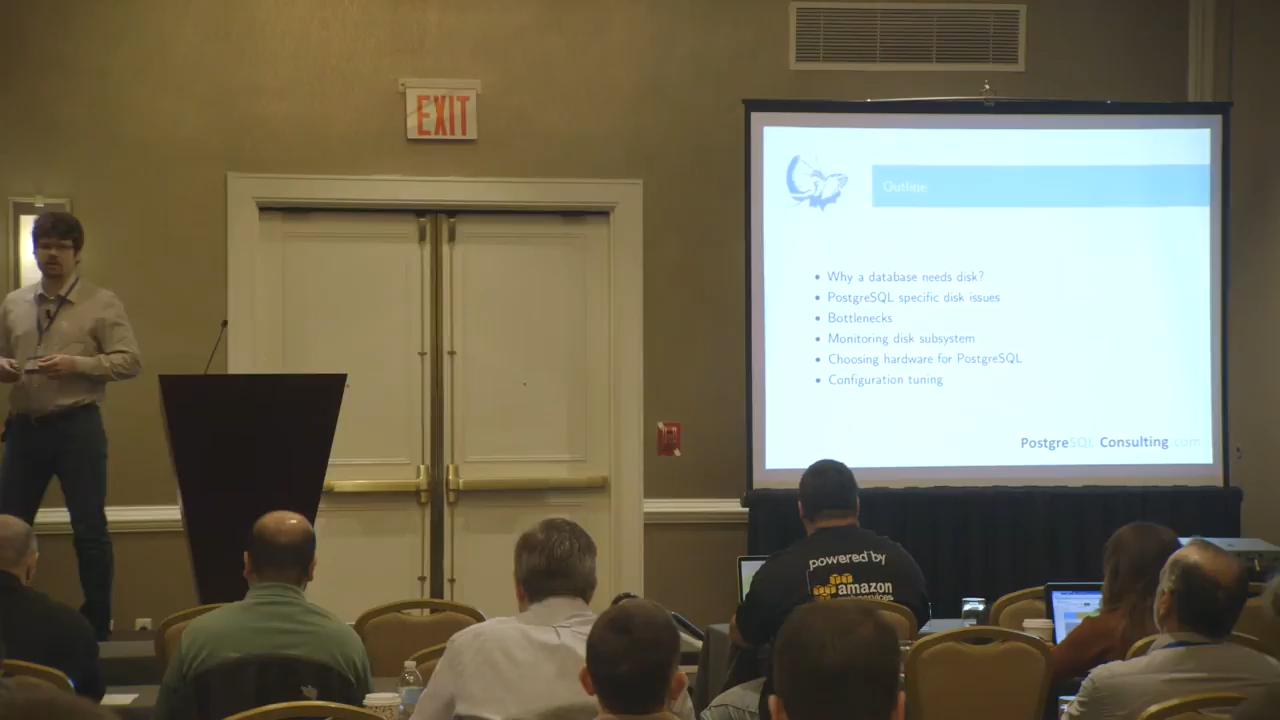 EXIT
Outline
• Why a database needs disk?
• PostgreSQL specific disk issues
• Bottlenecks
• Monitoring disk subsystem
• Choosing hardware for PostgreSQL
• Configuration tuning
PostgreSQL Consulting.com
powered by
amazon
webservices